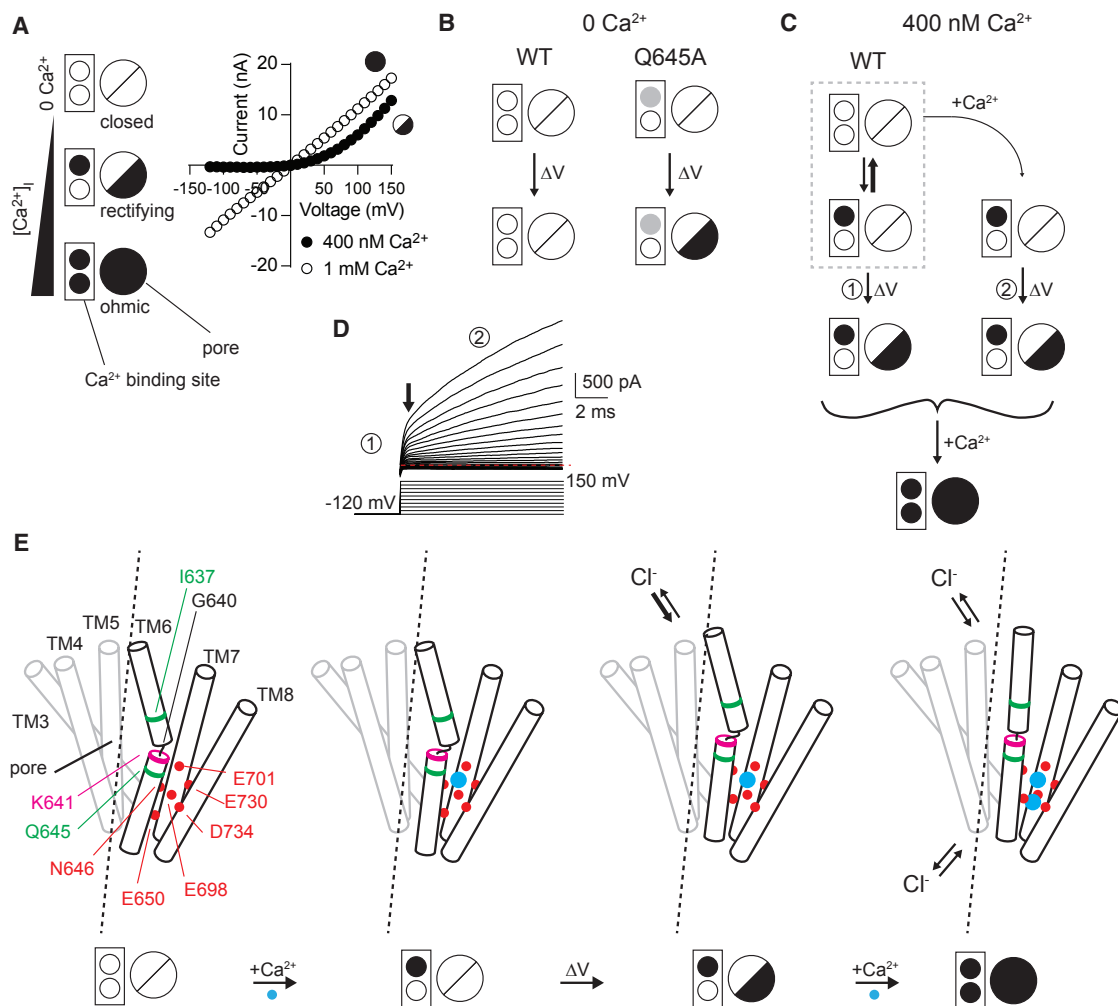 A
0 Ca²⁺
[Ca²⁺]I
closed
rectifying
ohmic
pore
Ca²⁺ binding site
Current (nA)
20
10
-10
-20
-150
-100
-50
50
100
150
Voltage (mV)
400 nM Ca²⁺
1 mM Ca²⁺
B
0 Ca²⁺
WT
Q645A
ΔV
ΔV
C
400 nM Ca²⁺
WT
+Ca²⁺
① ΔV
② ΔV
+Ca²⁺
D
②
①
500 pA
2 ms
150 mV
-120 mV
E
I637
G640
TM5
TM6
TM4
TM7
TM8
TM3
pore
K641
Q645
N646
E650
E698
D734
E730
E701
Cl⁻
Cl⁻
Cl⁻
+Ca²⁺
ΔV
+Ca²⁺